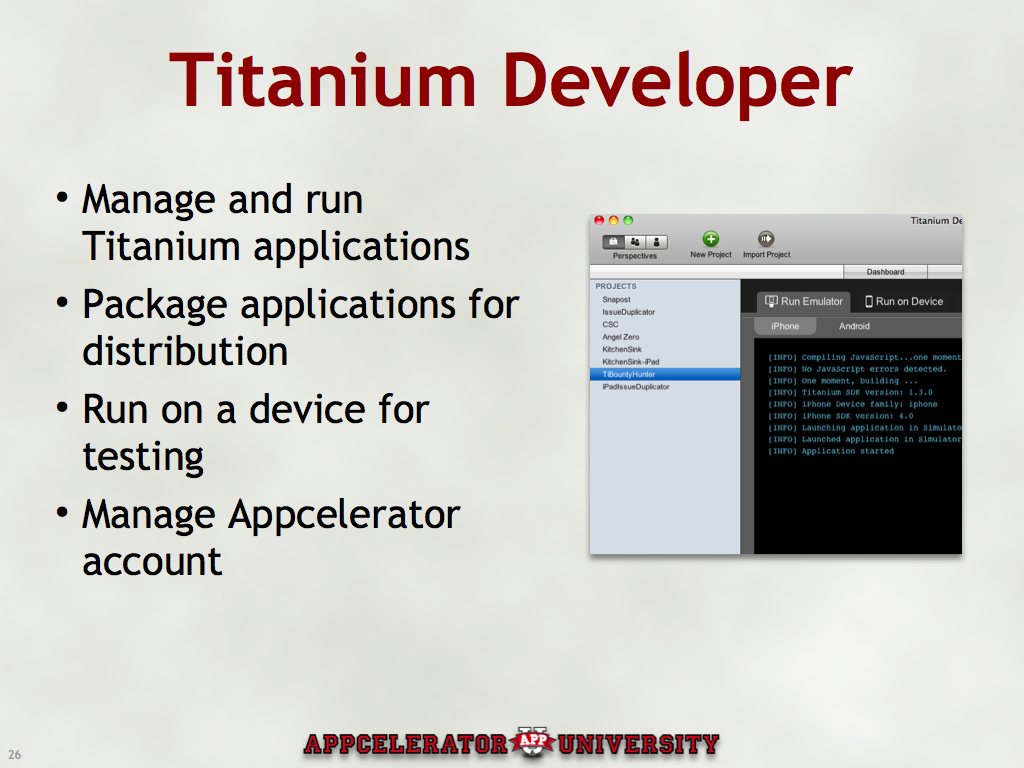 Titanium Developer
• Manage and run
Titanium applications
• Package applications for
distribution
• Run on a device for
testing
• Manage Appcelerator
account
Titanium De
Perspectives
New Project
Import Project
Dashboard
PROJECTS
Snapost
IssueDuplicator
CSC
Angel Zero
KitchenSink
KitchenSink-iPad
TiBountyHunter
iPadIssueDuplicator
Run Emulator
Run on Device
iPhone
Android
[INFO] Compiling JavaScript...one moment
[INFO] No JavaScript errors detected.
[INFO] One moment, building ...
[INFO] Titanium SDK version: 1.3.0
[INFO] iPhone Device family: iphone
[INFO] iPhone SDK version: 4.0
[INFO] Launching application in Simulato
[INFO] Launched application in Simulator
[INFO] Application started
26
APPCELERATOR U APP UNIVERSITY